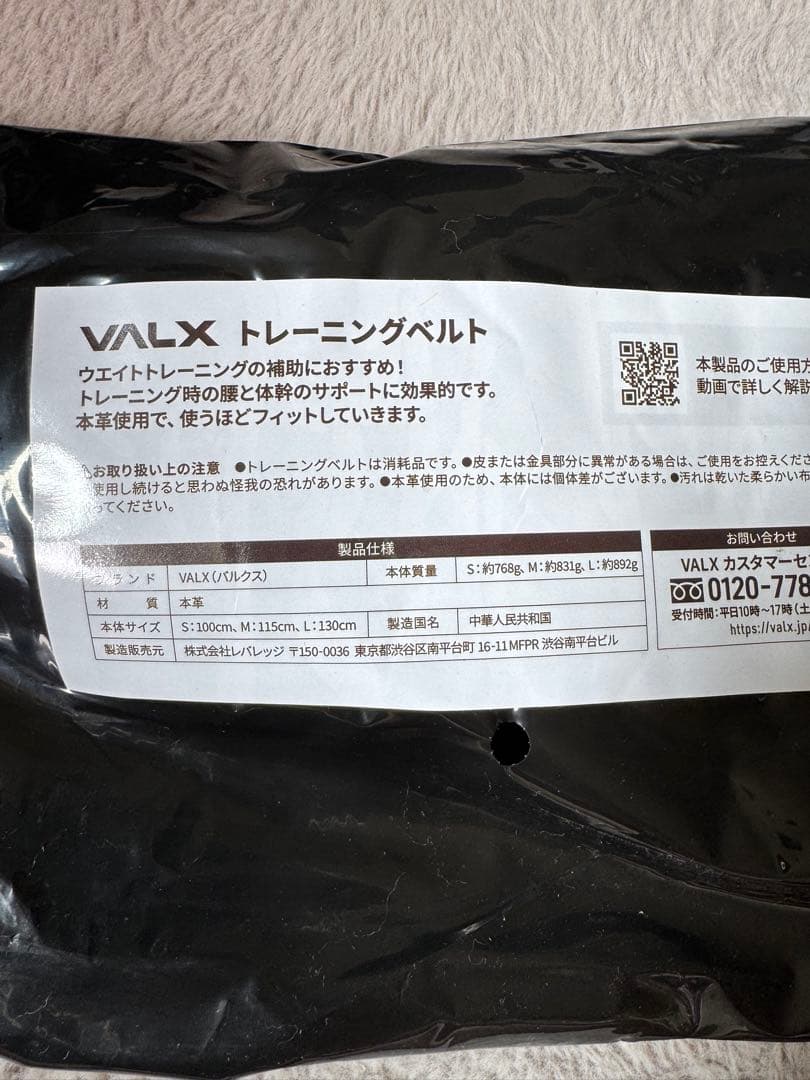 VALX トレーニングベルト
ウエイトトレーニングの補助におすすめ！
トレーニング時の腰と体幹のサポートに効果的です。
本革使用で、使うほどフィットしていきます。
本製品のご使用方
動画で詳しく解説
⚠お取り扱い上の注意 ●トレーニングベルトは消耗品です。●皮または金具部分に異常がある場合は、ご使用をお控えくださ
使用し続けると思わぬ怪我の恐れがあります。●本革使用のため、本体には個体差がございます。●汚れは乾いた柔らかい布
ってください。
製品仕様
ランド VALX（バルクス） 本体質量 S：約768g、M：約831g、L：約892g
材 質 本革
本体サイズ S：100cm、M：115cm、L：130cm 製造国名 中華人民共和国
製造販売元 株式会社レバレッジ 〒150-0036 東京都渋谷区南平台町 16-11 MFPR 渋谷南平台ビル
お問い合わせ
VALX カスタマーセ
0120-778
受付時間：平日10時〜17時（土
https://valx.jp/